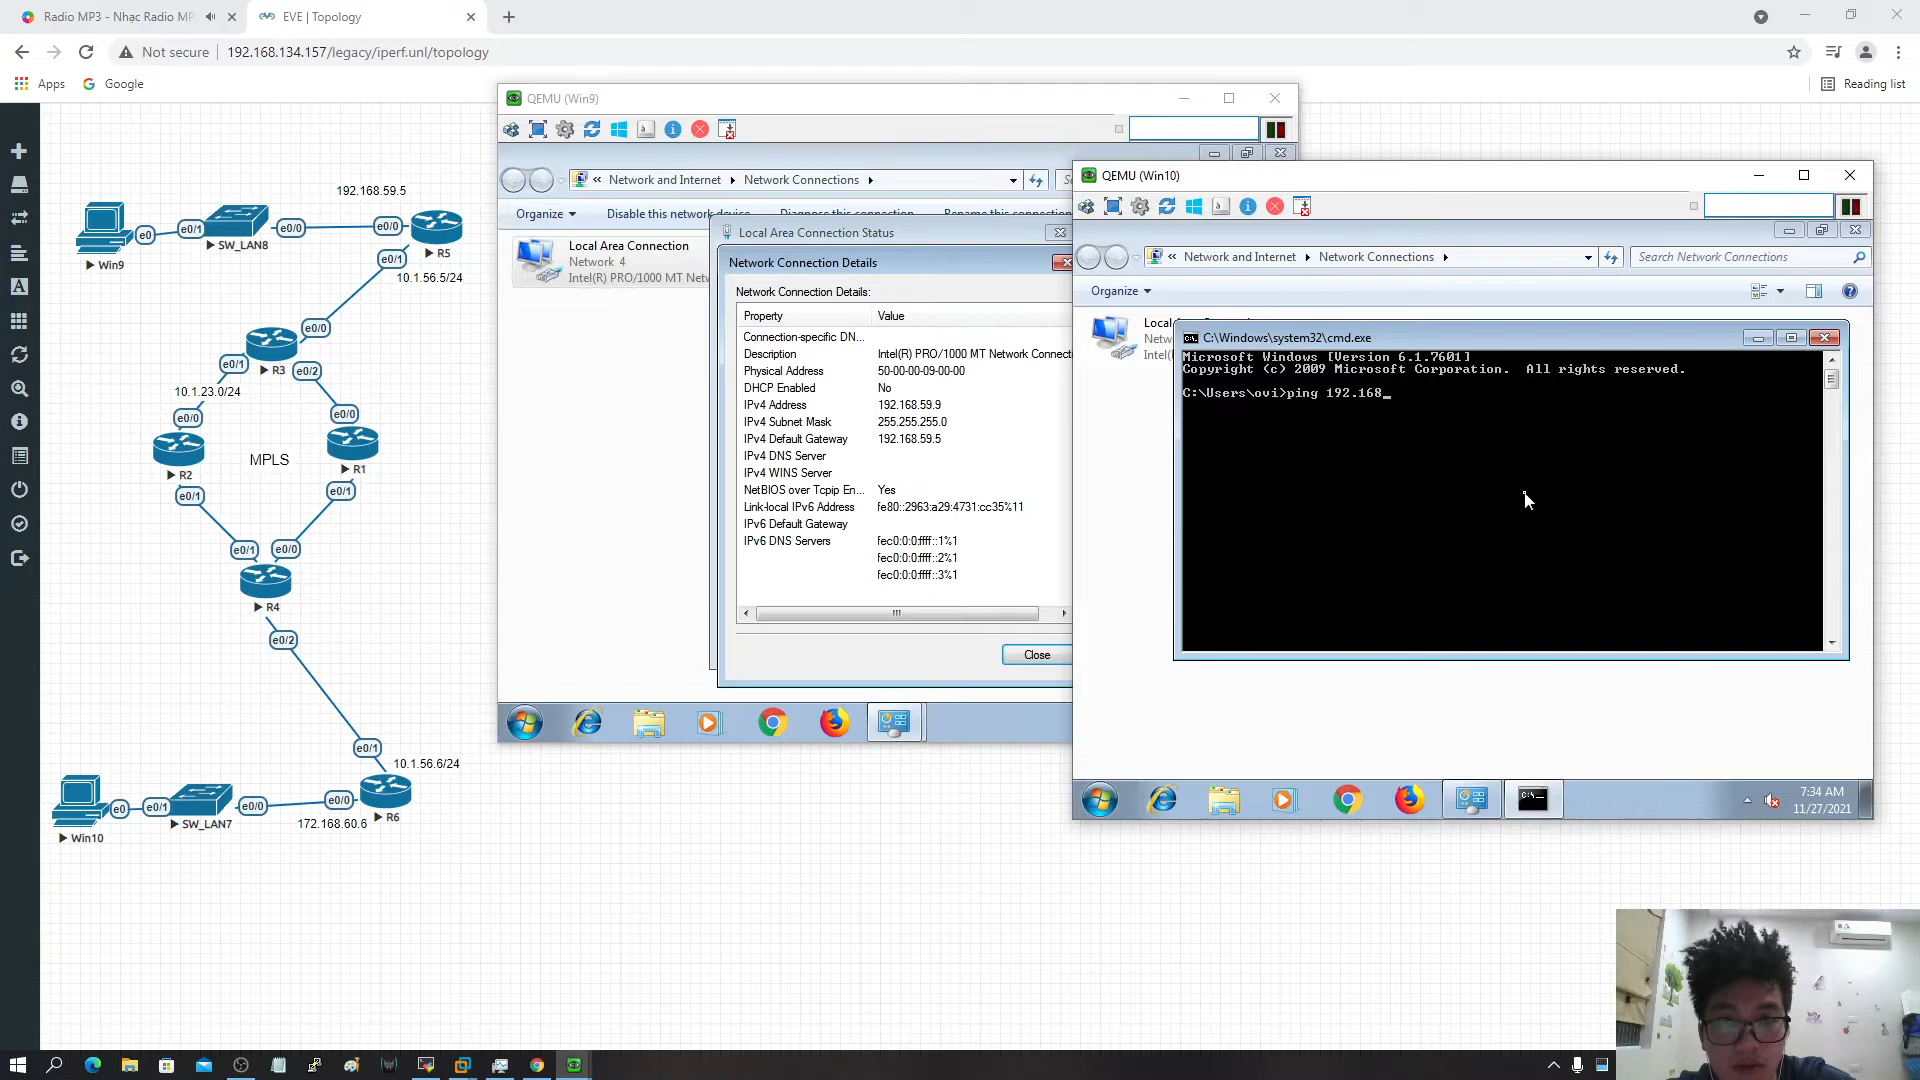 Radio MP3 - Nhạc Radio MP
EVE | Topology
Not secure
192.168.134.157/legacy/iperf.unl/topology
Apps
Google
Reading list
192.168.59.5
e0
e0/1
SW_LAN8
e0/0
e0/0
R5
Win9
e0/1
10.1.56.5/24
e0/0
R3
e0/1
e0/2
10.1.23.0/24
e0/0
e0/0
R2
MPLS
R1
e0/1
e0/1
e0/1
e0/0
R4
e0/2
e0/1
10.1.56.6/24
e0
e0/1
e0/0
e0/0
R6
SW_LAN7
172.168.60.6
Win10
QEMU (Win9)
Network and Internet
Network Connections
Organize
Disable this network device
Diagnose this connection
Rename this connection
Local Area Connection
Network 4
Intel(R) PRO/1000 MT Netw
Local Area Connection Status
Network Connection Details
Network Connection Details:
Property
Value
Connection-specific DN...
Description
Intel(R) PRO/1000 MT Network Connecti
Physical Address
50-00-00-09-00-00
DHCP Enabled
No
IPv4 Address
192.168.59.9
IPv4 Subnet Mask
255.255.255.0
IPv4 Default Gateway
192.168.59.5
IPv4 DNS Server
IPv4 WINS Server
NetBIOS over Tcpip En...
Yes
Link-local IPv6 Address
fe80::2963:a29:4731:cc35%11
IPv6 Default Gateway
IPv6 DNS Servers
fec0:0:0:ffff::1%1
fec0:0:0:ffff::2%1
fec0:0:0:ffff::3%1
Close
QEMU (Win10)
Network and Internet
Network Connections
Search Network Connections
Organize
Local
Netw
Intel(
C:\Windows\system32\cmd.exe
Microsoft Windows [Version 6.1.7601]
Copyright (c) 2009 Microsoft Corporation.  All rights reserved.
C:\Users\ovi>ping 192.168_
7:34 AM
11/27/2021